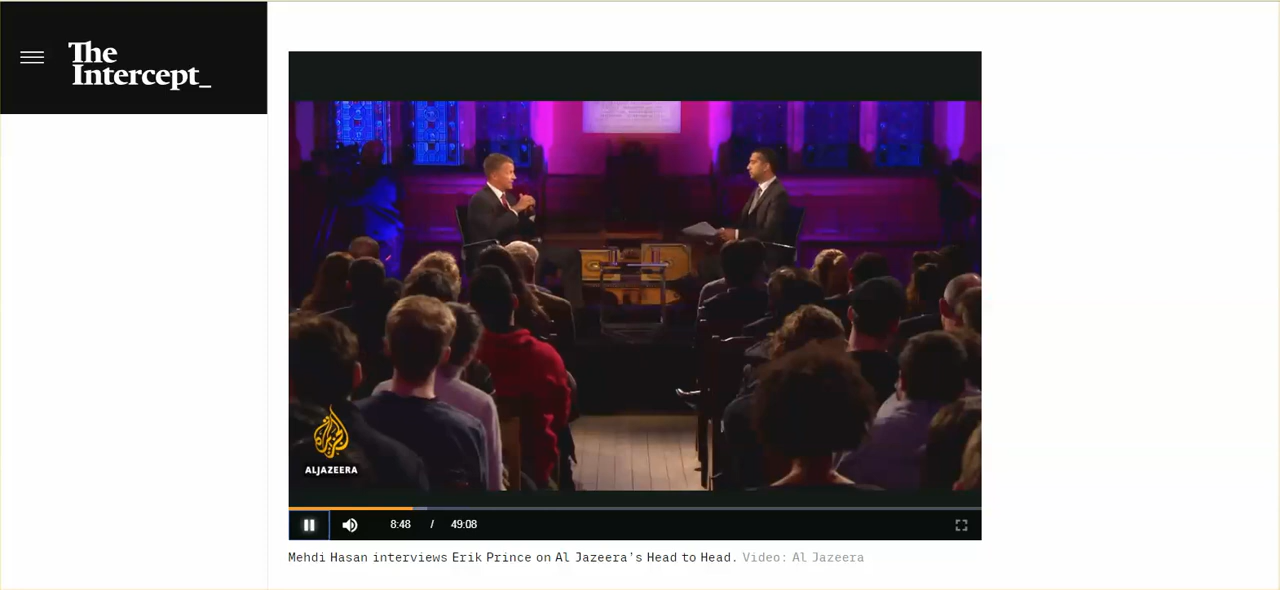 The
Intercept_
الجزيرة
ALJAZEERA
8:48 / 49:08
Mehdi Hasan interviews Erik Prince on Al Jazeera's Head to Head. Video: Al Jazeera